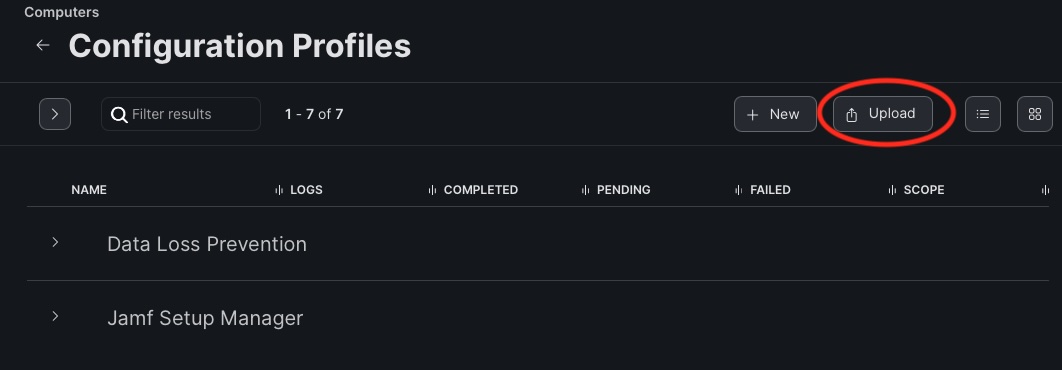 Computers
Configuration Profiles
Filter results
1 - 7 of 7
New
Upload
NAME LOGS COMPLETED PENDING FAILED SCOPE
Data Loss Prevention
Jamf Setup Manager